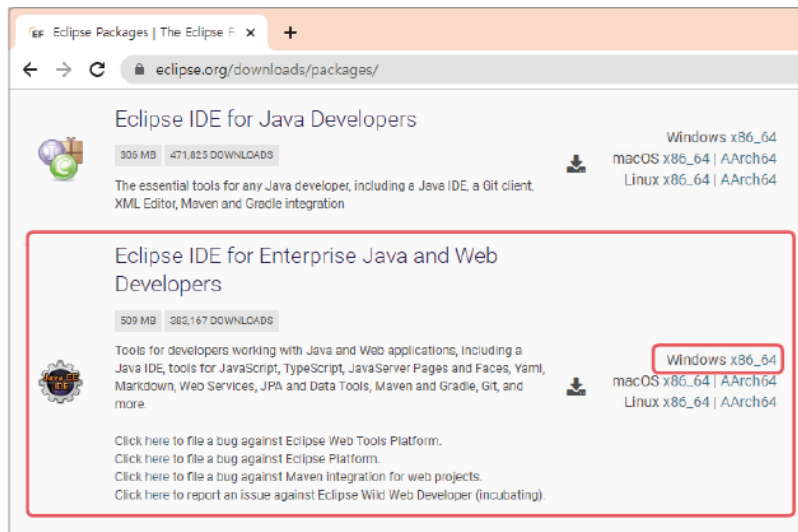 EF Eclipse Packages | The Eclipse F
eclipse.org/downloads/packages/
Eclipse IDE for Java Developers
306 MB 471,825 DOWNLOADS
The essential tools for any Java developer, including a Java IDE, a Git client,
XML Editor, Maven and Gradle integration
Windows x86_64
macOS x86_64 | AArch64
Linux x86_64 | AArch64
Eclipse IDE for Enterprise Java and Web
Developers
509 MB 383,167 DOWNLOADS
Tools for developers working with Java and Web applications, including a
Java IDE, tools for JavaScript, TypeScript, JavaServer Pages and Faces, Yaml,
Markdown, Web Services, JPA and Data Tools, Maven and Gradle, Git, and
more.
Click here to file a bug against Eclipse Web Tools Platform.
Click here to file a bug against Eclipse Platform.
Click here to file a bug against Maven integration for web projects.
Click here to report an issue against Eclipse Wild Web Developer (incubating).
Java EE
IDE
Windows x86_64
macOS x86_64 | AArch64
Linux x86_64 | AArch64